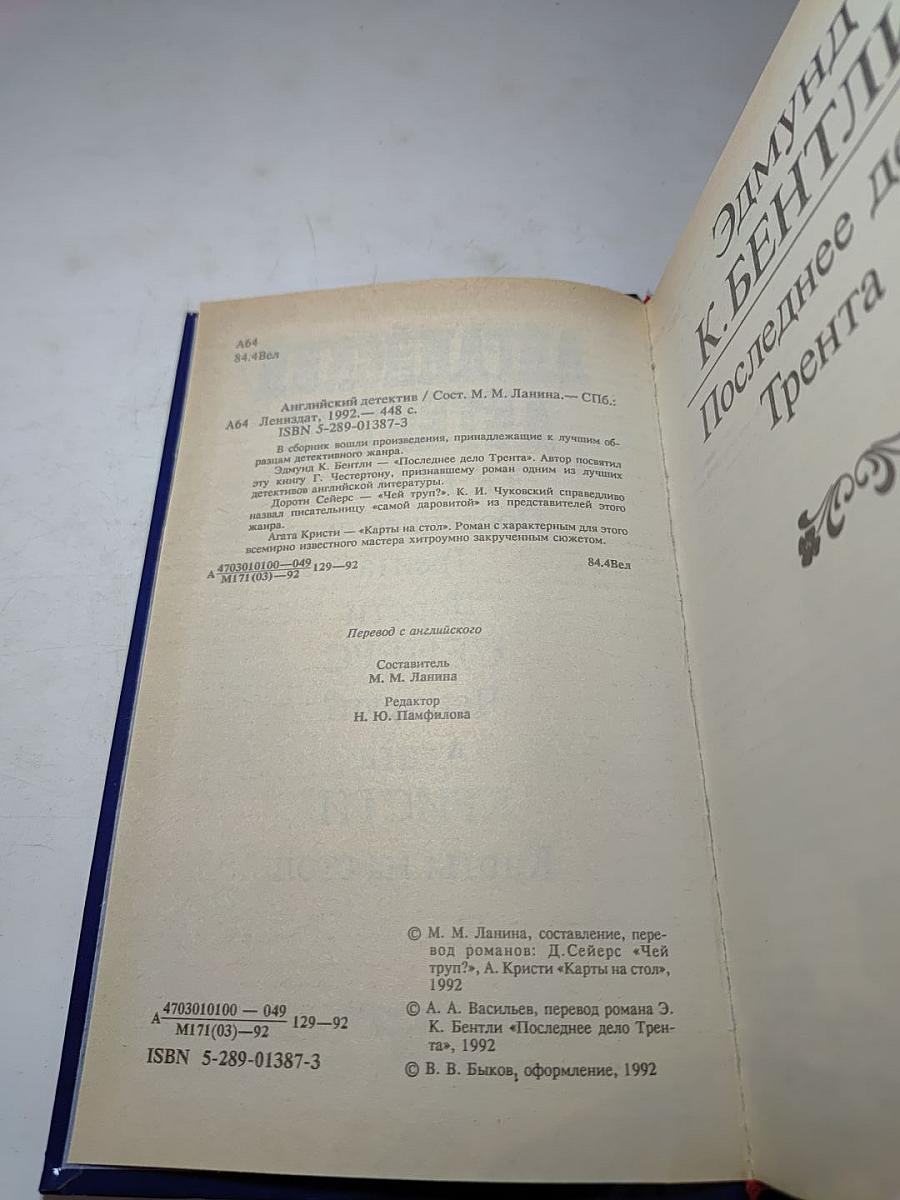 А64
84.4Вел
Английский детектив / Сост. М. М. Ланина.— СПб.:
А64 Лениздат, 1992.— 448 с.
ISBN 5-289-01387-3
В сборник вошли произведения, принадлежащие к лучшим об-
разцам детективного жанра.
Эдмунд К. Бентли — «Последнее дело Трента». Автор посвятил
эту книгу Г. Честертону, признавшему роман одним из лучших
детективов английской литературы.
Дороти Сейерс — «Чей труп?». К. И. Чуковский справедливо
назвал писательницу «самой даровитой» из представителей этого
жанра.
Агата Кристи — «Карты на стол». Роман с характерным для этого
всемирно известного мастера хитроумно закрученным сюжетом.
А 4703010100—049 129—92 84.4Вел
М171(03)—92
Перевод с английского
Составитель
М. М. Ланина
Редактор
Н. Ю. Памфилова
© М. М. Ланина, составление, пере-
вод романов: Д.Сейерс «Чей
труп?», А. Кристи «Карты на стол»,
1992
© А. А. Васильев, перевод романа Э.
К. Бентли «Последнее дело Трен-
та», 1992
© В. В. Быков, оформление, 1992
А 4703010100 — 049 129—92
М171(03)—92
ISBN 5-289-01387-3
Эдмунд
К.БЕНТЛИ
Последнее
Трента